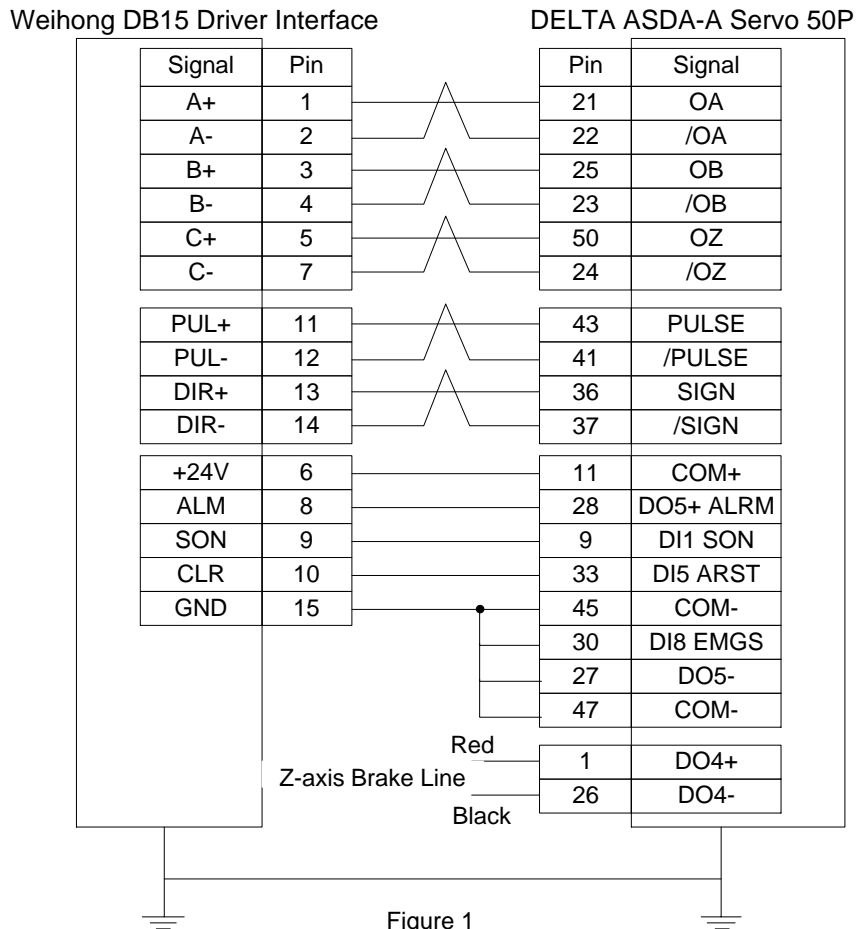 Weihong DB15 Driver Interface DELTA ASDA-A Servo 50P
Signal Pin Pin Signal
A+ 1 21 OA
A- 2 22 /OA
B+ 3 25 OB
B- 4 23 /OB
C+ 5 50 OZ
C- 7 24 /OZ
PUL+ 11 43 PULSE
PUL- 12 41 /PULSE
DIR+ 13 36 SIGN
DIR- 14 37 /SIGN
+24V 6 11 COM+
ALM 8 28 DO5+ ALRM
SON 9 9 DI1 SON
CLR 10 33 DI5 ARST
GND 15 45 COM-
30 DI8 EMGS
27 DO5-
47 COM-
Red
1 DO4+
Z-axis Brake Line
26 DO4-
Black
Figure 1